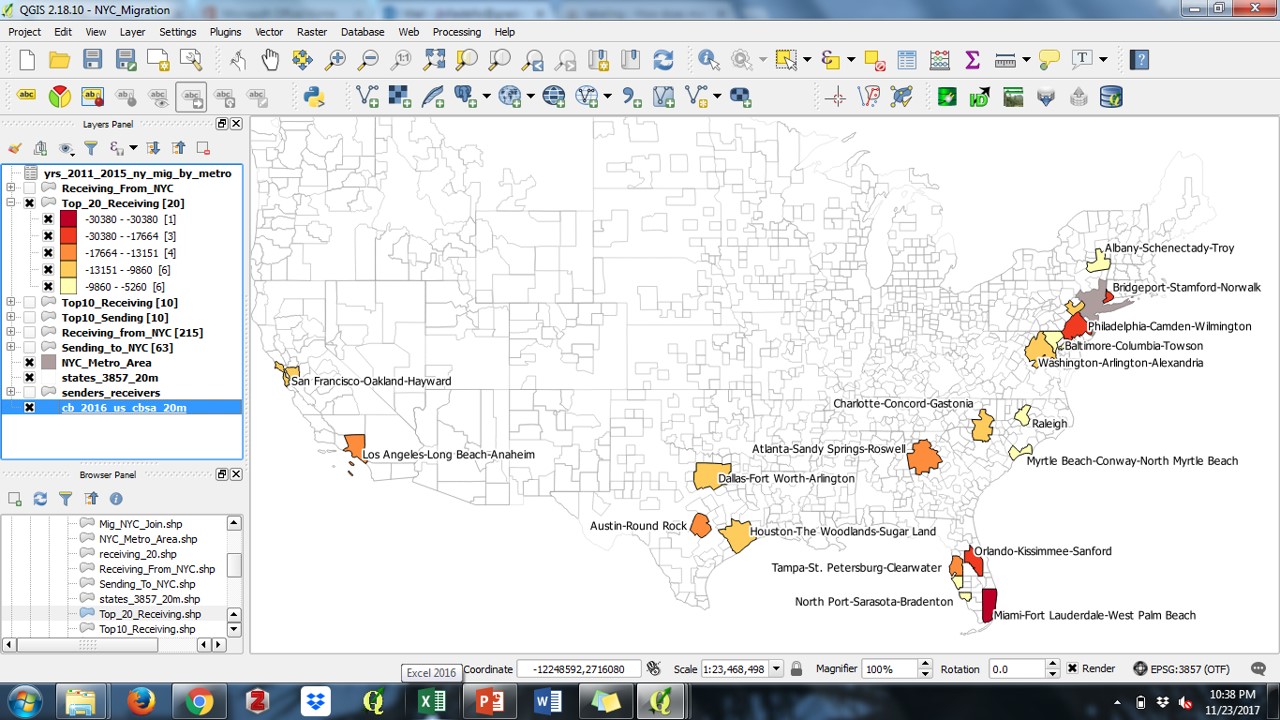 QGIS 2.18.10 - NYC_Migration
Project Edit View Layer Settings Plugins Vector Raster Database Web Processing Help
Layers Panel
yrs_2011_2015_ny_mig_by_metro
Receiving_From_NYC
Top_20_Receiving [20]
-30380 - -30380 [1]
-30380 - -17664 [3]
-17664 - -13151 [4]
-13151 - -9860 [6]
-9860 - -5260 [6]
Top10_Receiving [10]
Top10_Sending [10]
Receiving_from_NYC [215]
Sending_to_NYC [63]
NYC_Metro_Area
states_3857_20m
senders_receivers
cb_2016_us_cbsa_20m
Browser Panel
Mig_NYC_Join.shp
NYC_Metro_Area.shp
receiving_20.shp
Receiving_From_NYC.shp
Sending_To_NYC.shp
states_3857_20m.shp
Top_20_Receiving.shp
Top10_Receiving.shp
Albany-Schenectady-Troy
Bridgeport-Stamford-Norwalk
Philadelphia-Camden-Wilmington
Baltimore-Columbia-Towson
Washington-Arlington-Alexandria
San Francisco-Oakland-Hayward
Charlotte-Concord-Gastonia
Raleigh
Los Angeles-Long Beach-Anaheim
Atlanta-Sandy Springs-Roswell
Myrtle Beach-Conway-North Myrtle Beach
Dallas-Fort Worth-Arlington
Austin-Round Rock
Houston-The Woodlands-Sugar Land
Orlando-Kissimmee-Sanford
Tampa-St. Petersburg-Clearwater
North Port-Sarasota-Bradenton
Miami-Fort Lauderdale-West Palm Beach
Excel 2016
Coordinate -12248592,2716080 Scale 1:23,468,498 Magnifier 100% Rotation 0.0 Render EPSG:3857 (OTF)
10:38 PM
11/23/2017